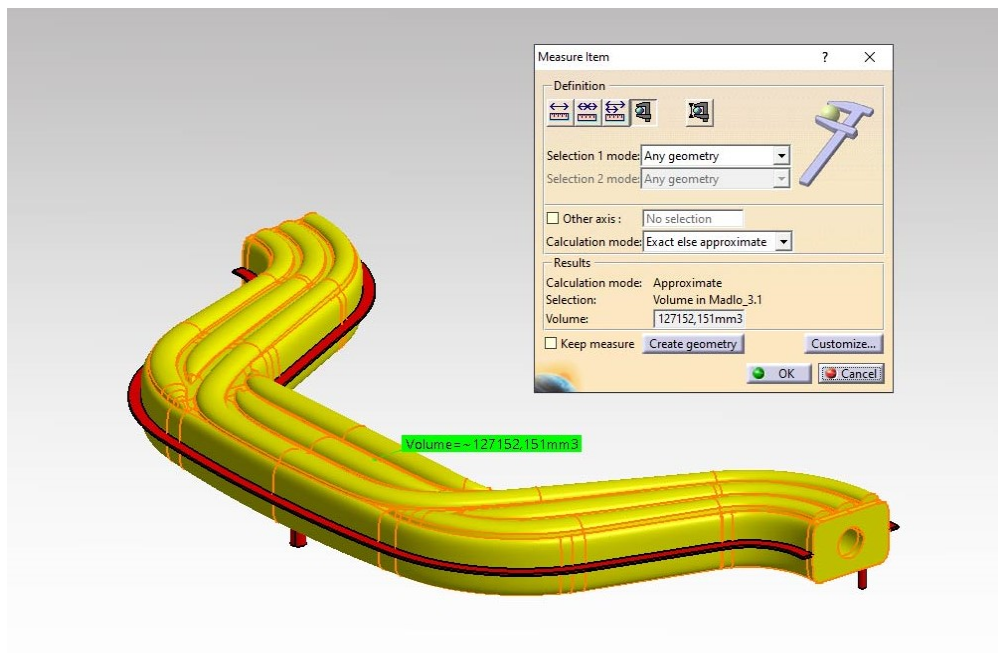 Measure Item ? X
Definition
Selection 1 mode: Any geometry
Selection 2 mode: Any geometry
Other axis : No selection
Calculation mode: Exact else approximate
Results
Calculation mode: Approximate
Selection: Volume in Madlo_3.1
Volume: 127152,151mm3
Keep measure Create geometry Customize...
OK Cancel
Volume=~127152,151mm3